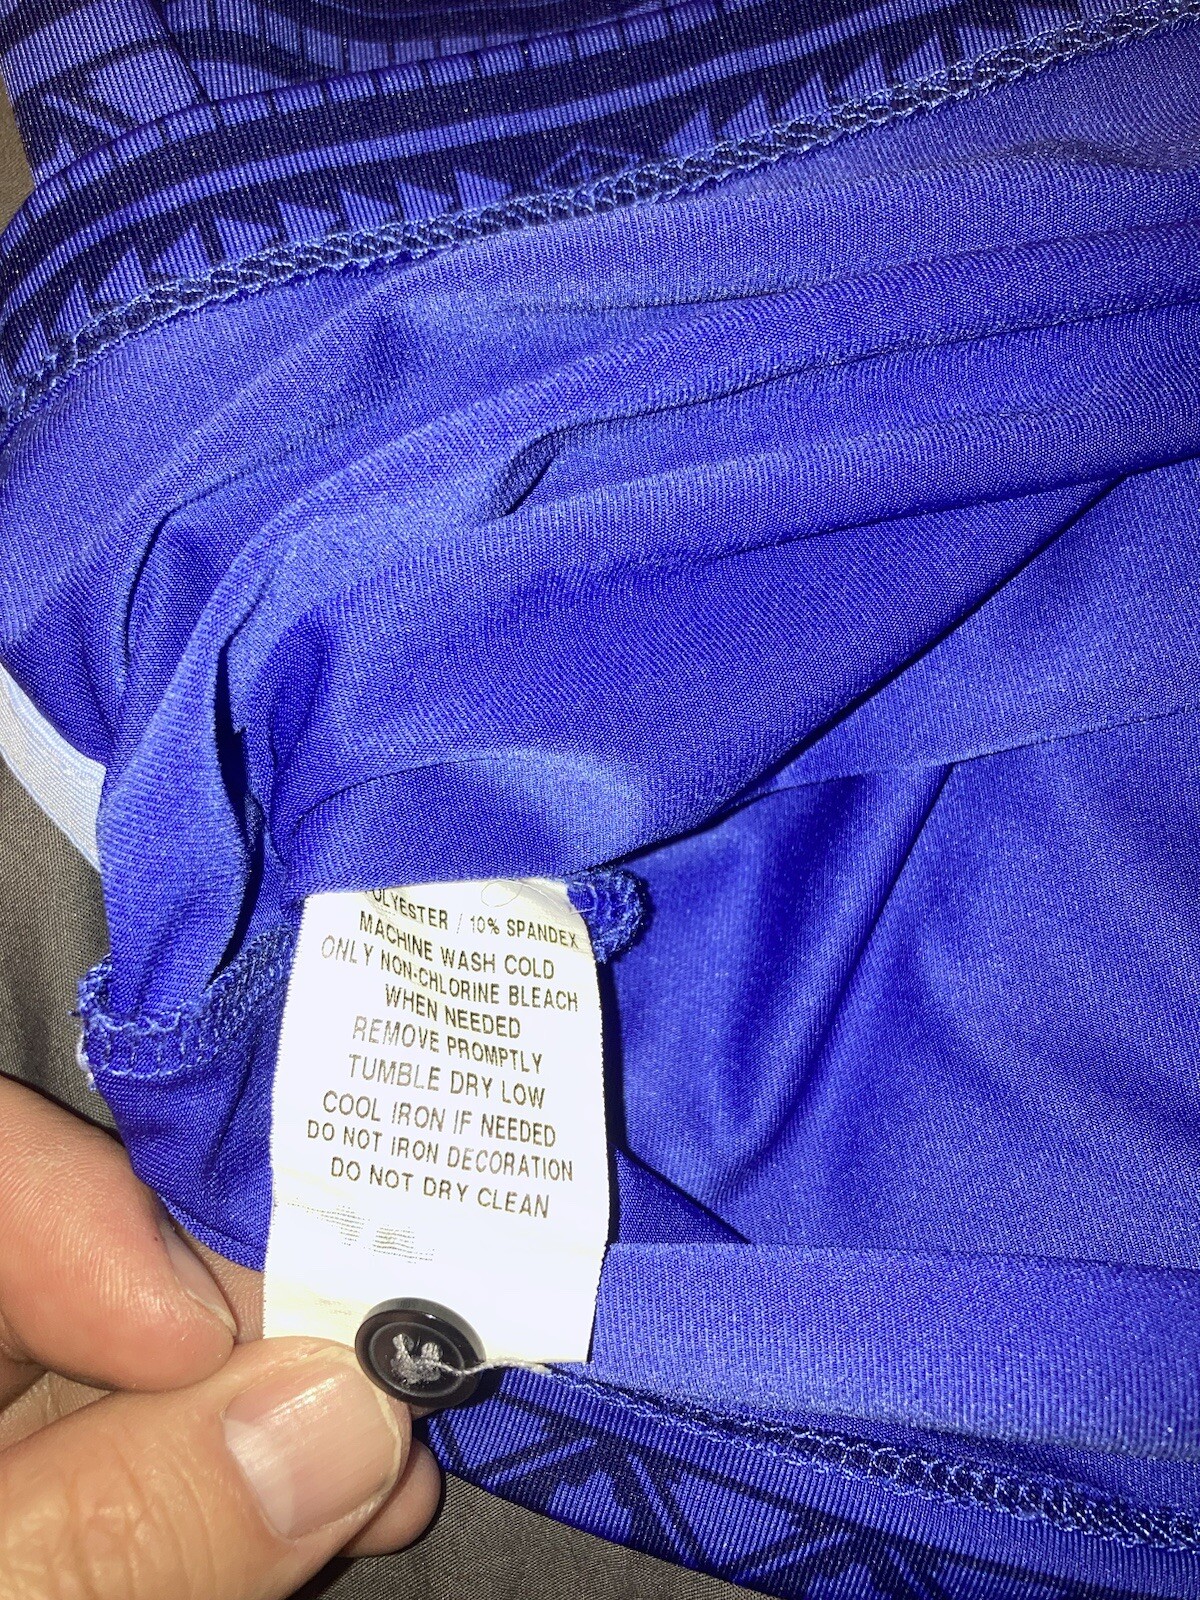 POLYESTER / 10% SPANDEX
MACHINE WASH COLD
ONLY NON-CHLORINE BLEACH
WHEN NEEDED
REMOVE PROMPTLY
TUMBLE DRY LOW
COOL IRON IF NEEDED
DO NOT IRON DECORATION
DO NOT DRY CLEAN